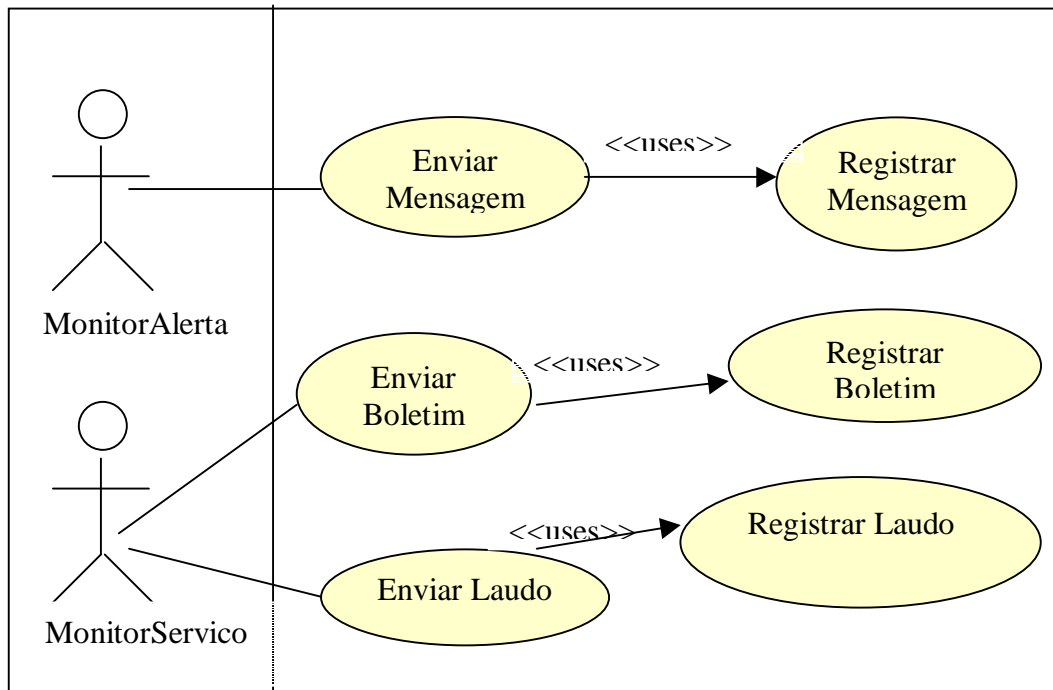 Enviar
Mensagem
<<uses>>
Registrar
Mensagem
MonitorAlerta
Enviar
Boletim
<<uses>>
Registrar
Boletim
MonitorServico
Enviar Laudo
<<uses>>
Registrar Laudo